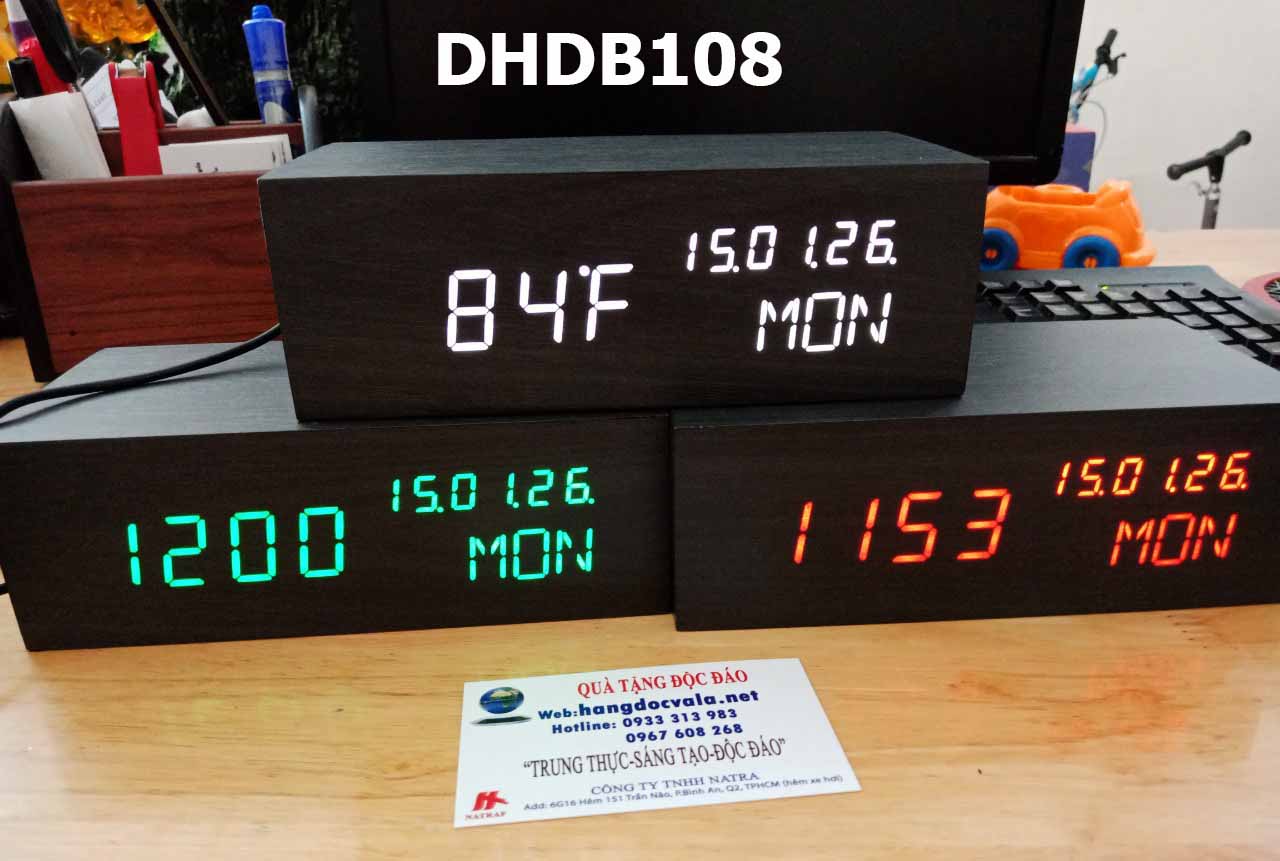 DHDB108
84°F
15.01.26.
MON
1200
15.01.26.
MON
1153
15.01.26.
MON
QUÀ TẶNG ĐỘC ĐÁO
Web:hangdocvala.net
Hotline: 0933 313 983
0967 608 268
“TRUNG THỰC-SÁNG TẠO-ĐỘC ĐÁO”
CÔNG TY TNHH NATRA
Add: 6G16 Hẻm 151 Trần Não, P.Bình An, Q2, TPHCM (hẻm xe hơi)
NATRAP